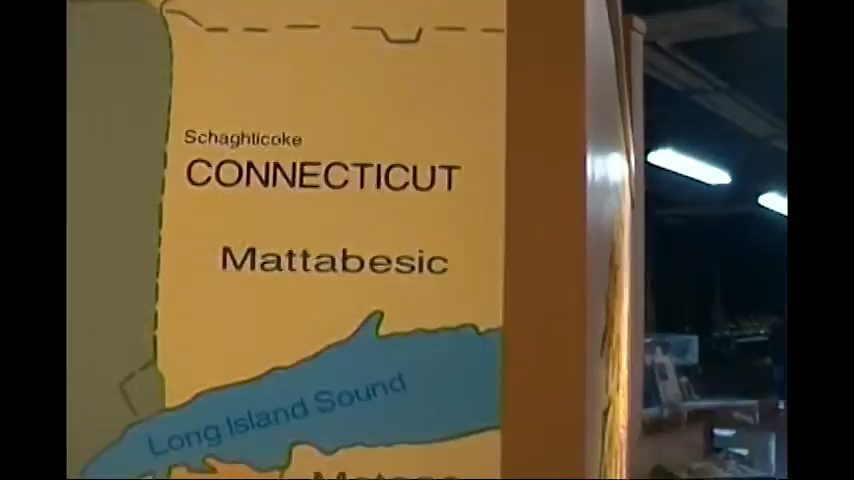 Schaghticoke
CONNECTICUT
Mattabesic
Long Island Sound